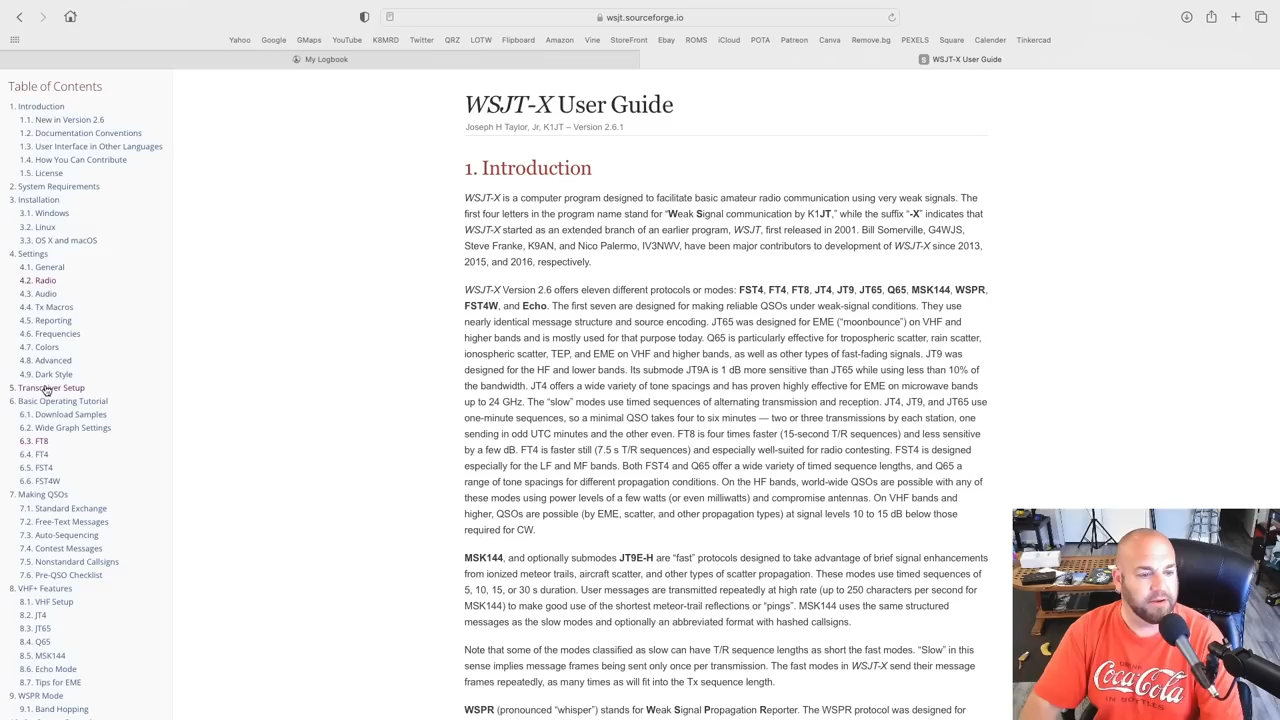 wsjt.sourceforge.io
Yahoo Google GMaps YouTube K8MRD Twitter QRZ LOTW Flipboard Amazon Vine StoreFront Ebay ROMS iCloud POTA Patreon Canva Remove.bg PEXELS Square Calender Tinkercad
My Logbook
S WSJT-X User Guide
Table of Contents
1. Introduction
1.1. New in Version 2.6
1.2. Documentation Conventions
1.3. User Interface in Other Languages
1.4. How You Can Contribute
1.5. License
2. System Requirements
3. Installation
3.1. Windows
3.2. Linux
3.3. OS X and macOS
4. Settings
4.1. General
4.2. Radio
4.3. Audio
4.4. Tx Macros
4.5. Reporting
4.6. Frequencies
4.7. Colors
4.8. Advanced
4.9. Dark Style
5. Transceiver Setup
6. Basic Operating Tutorial
6.1. Download Samples
6.2. Wide Graph Settings
6.3. FT8
6.4. FT4
6.5. FST4
6.6. FST4W
7. Making QSOs
7.1. Standard Exchange
7.2. Free-Text Messages
7.3. Auto-Sequencing
7.4. Contest Messages
7.5. Nonstandard Callsigns
7.6. Pre-QSO Checklist
8. VHF+ Features
8.1. VHF Setup
8.2. JT4
8.3. JT65
8.4. Q65
8.5. MSK144
8.6. Echo Mode
8.7. Tips for EME
9. WSPR Mode
9.1. Band Hopping
WSJT-X User Guide
Joseph H Taylor, Jr, K1JT – Version 2.6.1
1. Introduction
WSJT-X is a computer program designed to facilitate basic amateur radio communication using very weak signals. The
first four letters in the program name stand for “Weak Signal communication by K1JT,” while the suffix “-X” indicates that
WSJT-X started as an extended branch of an earlier program, WSJT, first released in 2001. Bill Somerville, G4WJS,
Steve Franke, K9AN, and Nico Palermo, IV3NWV, have been major contributors to development of WSJT-X since 2013,
2015, and 2016, respectively.
WSJT-X Version 2.6 offers eleven different protocols or modes: FST4, FT4, FT8, JT4, JT9, JT65, Q65, MSK144, WSPR,
FST4W, and Echo. The first seven are designed for making reliable QSOs under weak-signal conditions. They use
nearly identical message structure and source encoding. JT65 was designed for EME (“moonbounce”) on VHF and
higher bands and is mostly used for that purpose today. Q65 is particularly effective for tropospheric scatter, rain scatter,
ionospheric scatter, TEP, and EME on VHF and higher bands, as well as other types of fast-fading signals. JT9 was
designed for the HF and lower bands. Its submode JT9A is 1 dB more sensitive than JT65 while using less than 10% of
the bandwidth. JT4 offers a wide variety of tone spacings and has proven highly effective for EME on microwave bands
up to 24 GHz. The “slow” modes use timed sequences of alternating transmission and reception. JT4, JT9, and JT65 use
one-minute sequences, so a minimal QSO takes four to six minutes — two or three transmissions by each station, one
sending in odd UTC minutes and the other even. FT8 is four times faster (15-second T/R sequences) and less sensitive
by a few dB. FT4 is faster still (7.5 s T/R sequences) and especially well-suited for radio contesting. FST4 is designed
especially for the LF and MF bands. Both FST4 and Q65 offer a wide variety of timed sequence lengths, and Q65 a
range of tone spacings for different propagation conditions. On the HF bands, world-wide QSOs are possible with any of
these modes using power levels of a few watts (or even milliwatts) and compromise antennas. On VHF bands and
higher, QSOs are possible (by EME, scatter, and other propagation types) at signal levels 10 to 15 dB below those
required for CW.
MSK144, and optionally submodes JT9E-H are “fast” protocols designed to take advantage of brief signal enhancements
from ionized meteor trails, aircraft scatter, and other types of scatter propagation. These modes use timed sequences of
5, 10, 15, or 30 s duration. User messages are transmitted repeatedly at high rate (up to 250 characters per second for
MSK144) to make good use of the shortest meteor-trail reflections or “pings”. MSK144 uses the same structured
messages as the slow modes and optionally an abbreviated format with hashed callsigns.
Note that some of the modes classified as slow can have T/R sequence lengths as short the fast modes. “Slow” in this
sense implies message frames being sent only once per transmission. The fast modes in WSJT-X send their message
frames repeatedly, as many times as will fit into the Tx sequence length.
WSPR (pronounced “whisper”) stands for Weak Signal Propagation Reporter. The WSPR protocol was designed for
DRINK
Coca-Cola
IN BOTTLES